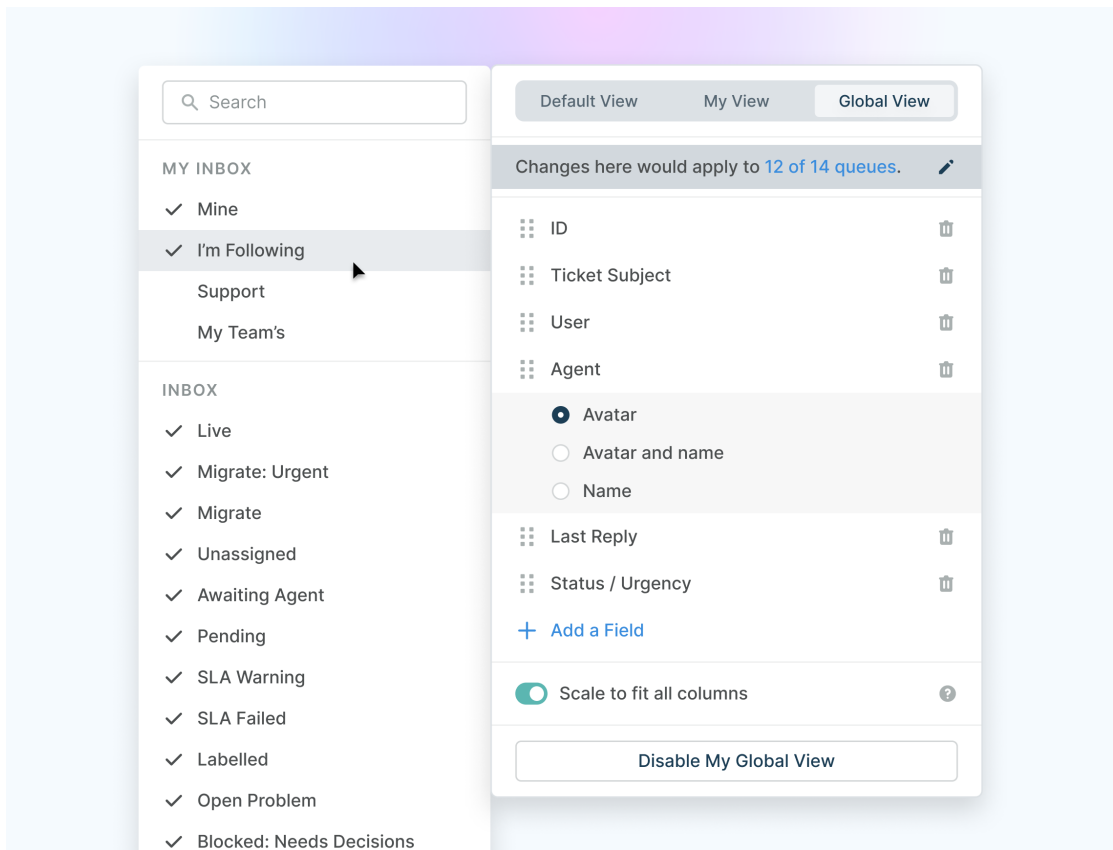 Search
MY INBOX
Mine
I’m Following
Support
My Team’s
INBOX
Live
Migrate: Urgent
Migrate
Unassigned
Awaiting Agent
Pending
SLA Warning
SLA Failed
Labelled
Open Problem
Blocked: Needs Decisions
Default View
My View
Global View
Changes here would apply to 12 of 14 queues.
ID
Ticket Subject
User
Agent
Avatar
Avatar and name
Name
Last Reply
Status / Urgency
Add a Field
Scale to fit all columns
?
Disable My Global View